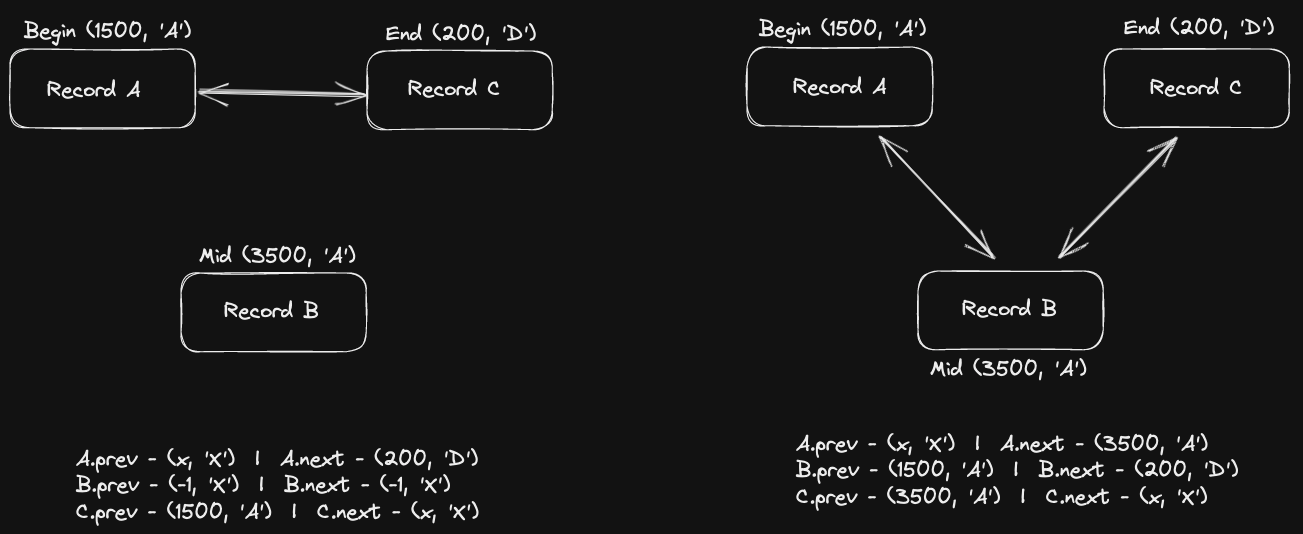 Begin (1500, 'A')
End (200, 'D')
Record A
Record C
Mid (3500, 'A')
Record B
A.prev - (x, 'X') | A.next - (200, 'D')
B.prev - (-1, 'X') | B.next - (-1, 'X')
C.prev - (1500, 'A') | C.next - (x, 'X')
Begin (1500, 'A')
End (200, 'D')
Record A
Record C
Record B
Mid (3500, 'A')
A.prev - (x, 'X') | A.next - (3500, 'A')
B.prev - (1500, 'A') | B.next - (200, 'D')
C.prev - (3500, 'A') | C.next - (x, 'X')